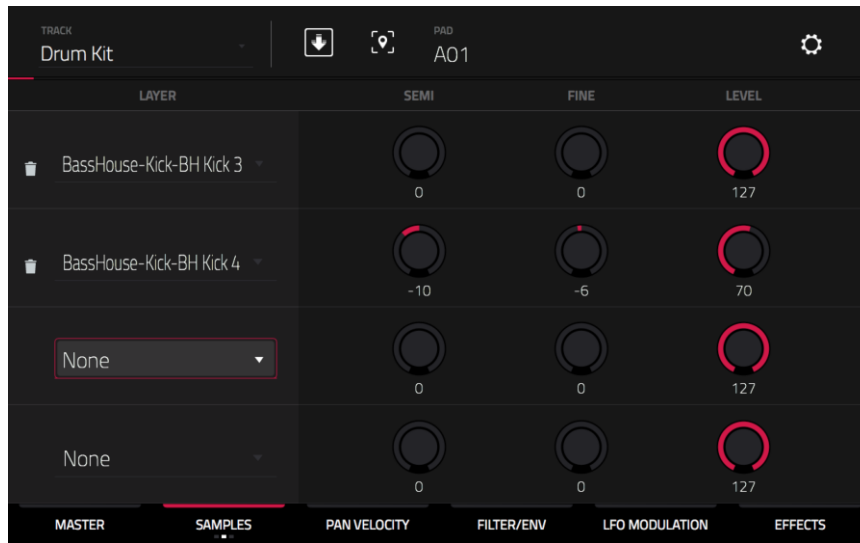 TRACK
Drum Kit
PAD
A01
LAYER SEMI FINE LEVEL
BassHouse-Kick-BH Kick 3
0 0 127
BassHouse-Kick-BH Kick 4
-10 -6 70
None
0 0 127
None
0 0 127
MASTER SAMPLES PAN VELOCITY FILTER/ENV LFO MODULATION EFFECTS